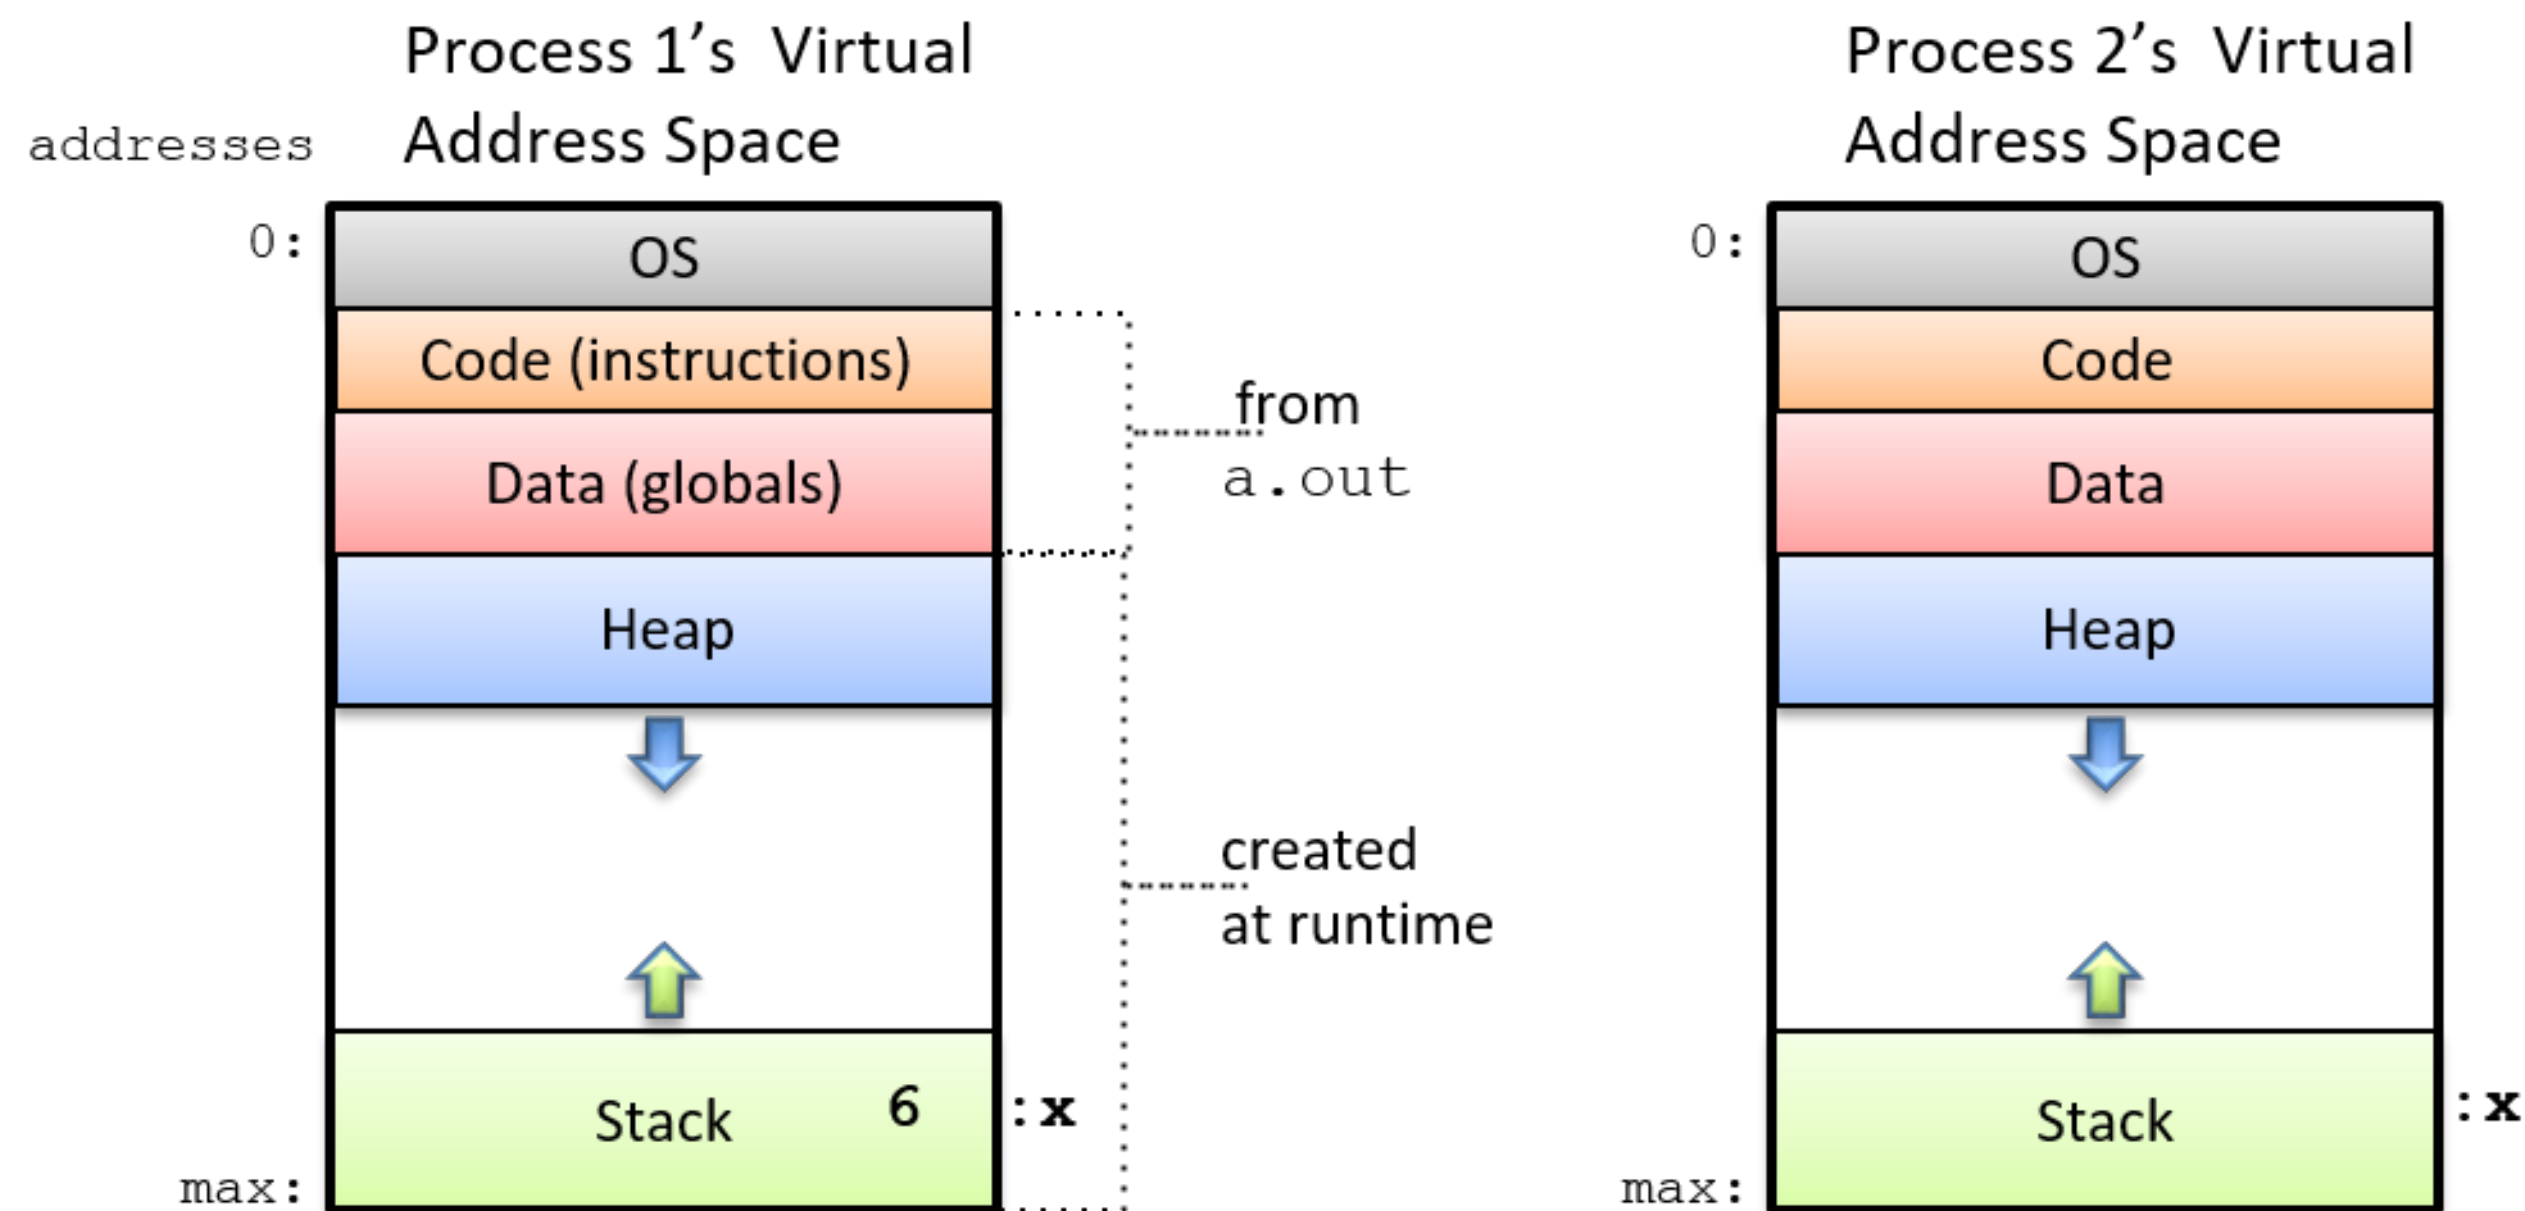 Process 1’s  Virtual
Address Space
addresses
0:
OS
Code (instructions)
Data (globals)
Heap
Stack
6
:x
max:
from
a.out
created
at runtime
Process 2’s  Virtual
Address Space
0:
OS
Code
Data
Heap
Stack
:x
max: